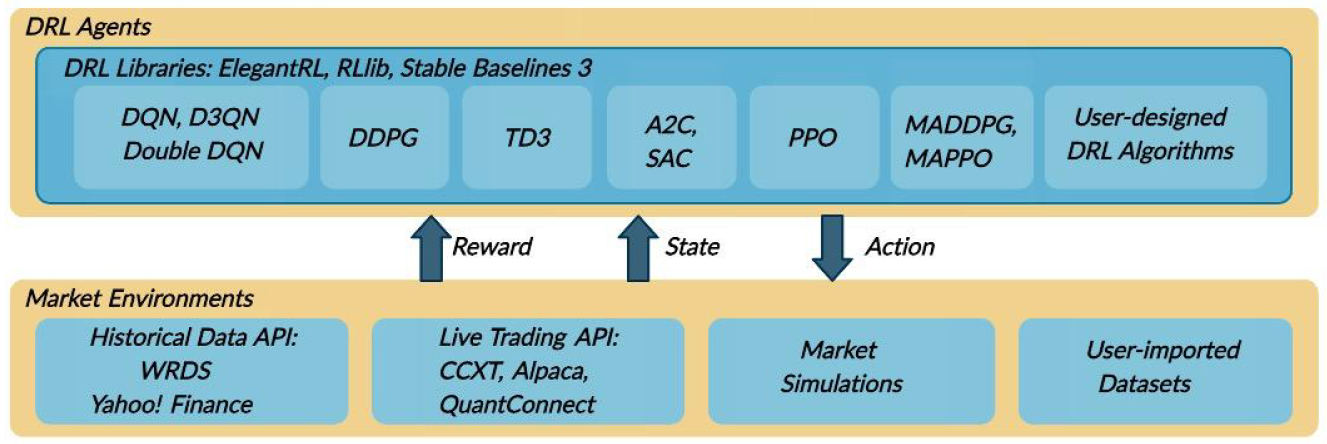 DRL Agents
DRL Libraries: ElegantRL, RLlib, Stable Baselines 3
DQN, D3QN
Double DQN
DDPG
TD3
A2C,
SAC
PPO
MADDPG,
MAPPO
User-designed
DRL Algorithms
Reward
State
Action
Market Environments
Historical Data API:
WRDS
Yahoo! Finance
Live Trading API:
CCXT, Alpaca,
QuantConnect
Market
Simulations
User-imported
Datasets